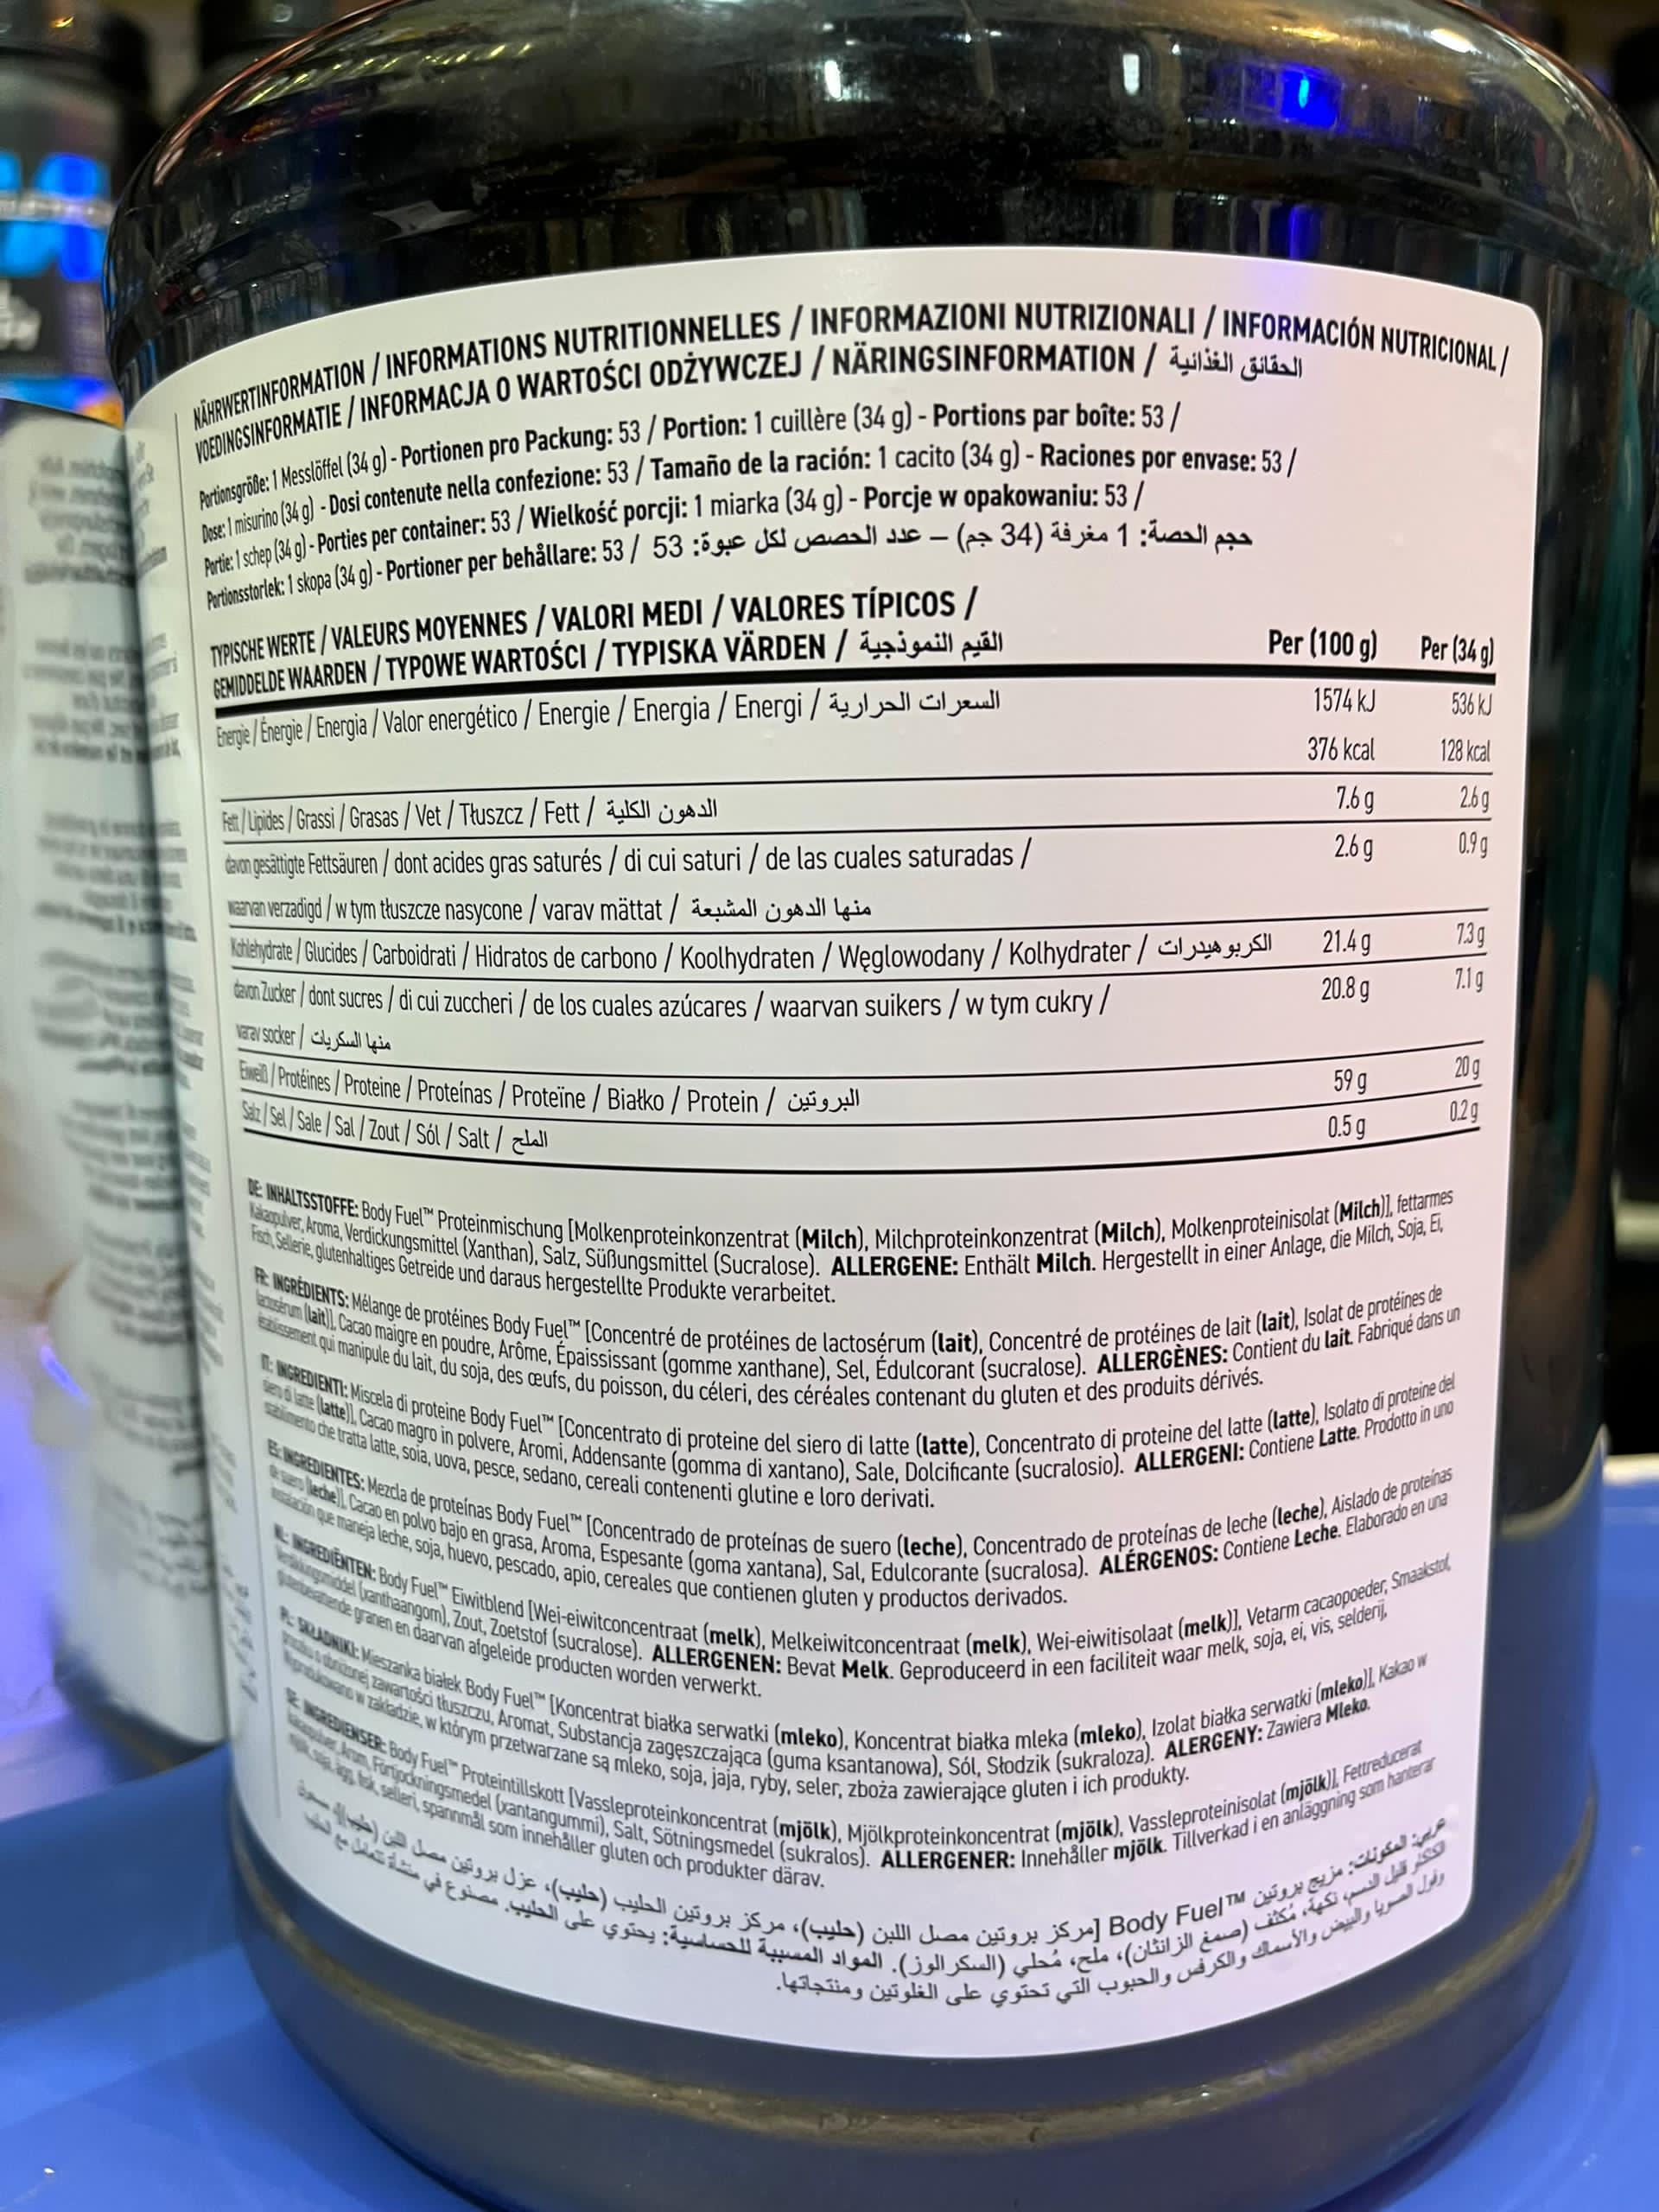 NÄHRWERTINFORMATION / INFORMATIONS NUTRITIONNELLES / INFORMAZIONI NUTRIZIONALI / INFORMACIÓN NUTRICIONAL /
VOEDINGSINFORMATIE / INFORMACJA O WARTOŚCI ODŻYWCZEJ / NÄRINGSINFORMATION / الحقائق الغذائية
Portionsgröße: 1 Messlöffel (34 g) - Portionen pro Packung: 53 / Portion: 1 cuillère (34 g) - Portions par boîte: 53 /
Dose: 1 misurino (34 g) - Dosi contenute nella confezione: 53 / Tamaño de la ración: 1 cacito (34 g) - Raciones por envase: 53 /
Portie: 1 schep (34 g) - Porties per container: 53 / Wielkość porcji: 1 miarka (34 g) - Porcje w opakowaniu: 53 /
Portionsstorlek: 1 skopa (34 g) - Portioner per behållare: 53 / حجم الحصة: 1 مغرفة (34 جم) – عدد الحصص لكل عبوة: 53
TYPISCHE WERTE / VALEURS MOYENNES / VALORI MEDI / VALORES TÍPICOS /
GEMIDDELDE WAARDEN / TYPOWE WARTOŚCI / TYPISKA VÄRDEN / القيم النموذجية Per (100 g) Per (34 g)
Energie / Énergie / Energia / Valor energético / Energie / Energia / Energi / السعرات الحرارية 1574 kJ 536 kJ
376 kcal 128 kcal
Fett / Lipides / Grassi / Grasas / Vet / Tłuszcz / Fett / الدهون الكلية 7.6 g 2.6 g
davon gesättigte Fettsäuren / dont acides gras saturés / di cui saturi / de las cuales saturadas / 2.6 g 0.9 g
waarvan verzadigd / w tym tłuszcze nasycone / varav mättat / منها الدهون المشبعة
Kohlehydrate / Glucides / Carboidrati / Hidratos de carbono / Koolhydraten / Węglowodany / Kolhydrater / الكربوهيدرات 21.4 g 7.3 g
davon Zucker / dont sucres / di cui zuccheri / de los cuales azúcares / waarvan suikers / w tym cukry / 20.8 g 7.1 g
varav socker / منها السكريات
Eiweiß / Protéines / Proteine / Proteínas / Proteïne / Białko / Protein / البروتين 59 g 20 g
Salz / Sel / Sale / Sal / Zout / Sól / Salt / الملح 0.5 g 0.2 g
DE: INHALTSSTOFFE: Body Fuel™ Proteinmischung [Molkenproteinkonzentrat (Milch), Milchproteinkonzentrat (Milch), Molkenproteinisolat (Milch)], fettarmes
Kakaopulver, Aroma, Verdickungsmittel (Xanthan), Salz, Süßungsmittel (Sucralose). ALLERGENE: Enthält Milch. Hergestellt in einer Anlage, die Milch, Soja, Ei,
Fisch, Sellerie, glutenhaltiges Getreide und daraus hergestellte Produkte verarbeitet.
FR: INGRÉDIENTS: Mélange de protéines Body Fuel™ [Concentré de protéines de lactosérum (lait), Concentré de protéines de lait (lait), Isolat de protéines de
lactosérum (lait)], Cacao maigre en poudre, Arôme, Épaississant (gomme xanthane), Sel, Édulcorant (sucralose). ALLERGÈNES: Contient du lait. Fabriqué dans un
établissement qui manipule du lait, du soja, des œufs, du poisson, du céleri, des céréales contenant du gluten et des produits dérivés.
IT: INGREDIENTI: Miscela di proteine Body Fuel™ [Concentrato di proteine del siero di latte (latte), Concentrato di proteine del latte (latte), Isolato di proteine del
siero di latte (latte)], Cacao magro in polvere, Aromi, Addensante (gomma di xantano), Sale, Dolcificante (sucralosio). ALLERGENI: Contiene Latte. Prodotto in uno
stabilimento che tratta latte, soia, uova, pesce, sedano, cereali contenenti glutine e loro derivati.
ES: INGREDIENTES: Mezcla de proteínas Body Fuel™ [Concentrado de proteínas de suero (leche), Concentrado de proteínas de leche (leche), Aislado de proteínas
de suero (leche)], Cacao en polvo bajo en grasa, Aroma, Espesante (goma xantana), Sal, Edulcorante (sucralosa). ALÉRGENOS: Contiene Leche. Elaborado en una
instalación que maneja leche, soja, huevo, pescado, apio, cereales que contienen gluten y productos derivados.
NL: INGREDIËNTEN: Body Fuel™ Eiwitblend [Wei-eiwitconcentraat (melk), Melkeiwitconcentraat (melk), Wei-eiwitisolaat (melk)], Vetarm cacaopoeder, Smaakstof,
Verdikkingsmiddel (xanthaangom), Zout, Zoetstof (sucralose). ALLERGENEN: Bevat Melk. Geproduceerd in een faciliteit waar melk, soja, ei, vis, selderij,
glutenbevattende granen en daarvan afgeleide producten worden verwerkt.
PL: SKŁADNIKI: Mieszanka białek Body Fuel™ [Koncentrat białka serwatki (mleko), Koncentrat białka mleka (mleko), Izolat białka serwatki (mleko)], Kakao w
proszku o obniżonej zawartości tłuszczu, Aromat, Substancja zagęszczająca (guma ksantanowa), Sól, Słodzik (sukraloza). ALERGENY: Zawiera Mleko.
Wyprodukowano w zakładzie, w którym przetwarzane są mleko, soja, jaja, ryby, seler, zboża zawierające gluten i ich produkty.
SE: INGREDIENSER: Body Fuel™ Proteintillskott [Vassleproteinkoncentrat (mjölk), Mjölkproteinkoncentrat (mjölk), Vassleproteinisolat (mjölk)], Fettreducerat
kakaopulver, Arom, Förtjockningsmedel (xantangummi), Salt, Sötningsmedel (sukralos). ALLERGENER: Innehåller mjölk. Tillverkad i en anläggning som hanterar
mjölk, soja, ägg, fisk, selleri, spannmål som innehåller gluten och produkter därav.
عربي: المكونات: مزيج بروتين Body Fuel™ [مركز بروتين مصل اللبن (حليب)، مركز بروتين الحليب (حليب)، عزل بروتين مصل اللبن (حليب)]،
الكاكاو قليل الدسم، نكهة، مُكثف (صمغ الزانثان)، ملح، مُحلي (السكرالوز). المواد المسببة للحساسية: يحتوي على الحليب. مصنوع في منشأة تتعامل مع الحليب
وفول الصويا والبيض والأسماك والكرفس والحبوب التي تحتوي على الغلوتين ومنتجاتها.